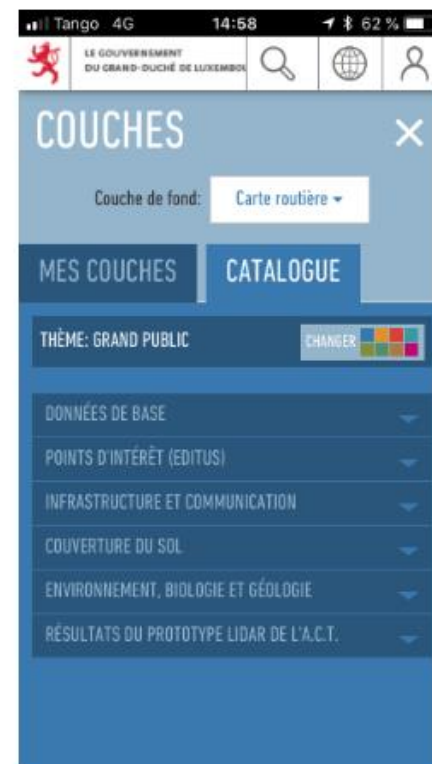 Tango 4G 14:58 62 %
LE GOUVERNEMENT
DU GRAND-DUCHÉ DE LUXEMBOU
COUCHES
Couche de fond: Carte routière
MES COUCHES CATALOGUE
THÈME: GRAND PUBLIC CHANGER
DONNÉES DE BASE
POINTS D'INTÉRÊT (EDITUS)
INFRASTRUCTURE ET COMMUNICATION
COUVERTURE DU SOL
ENVIRONNEMENT, BIOLOGIE ET GÉOLOGIE
RÉSULTATS DU PROTOTYPE LIDAR DE L'A.C.T.